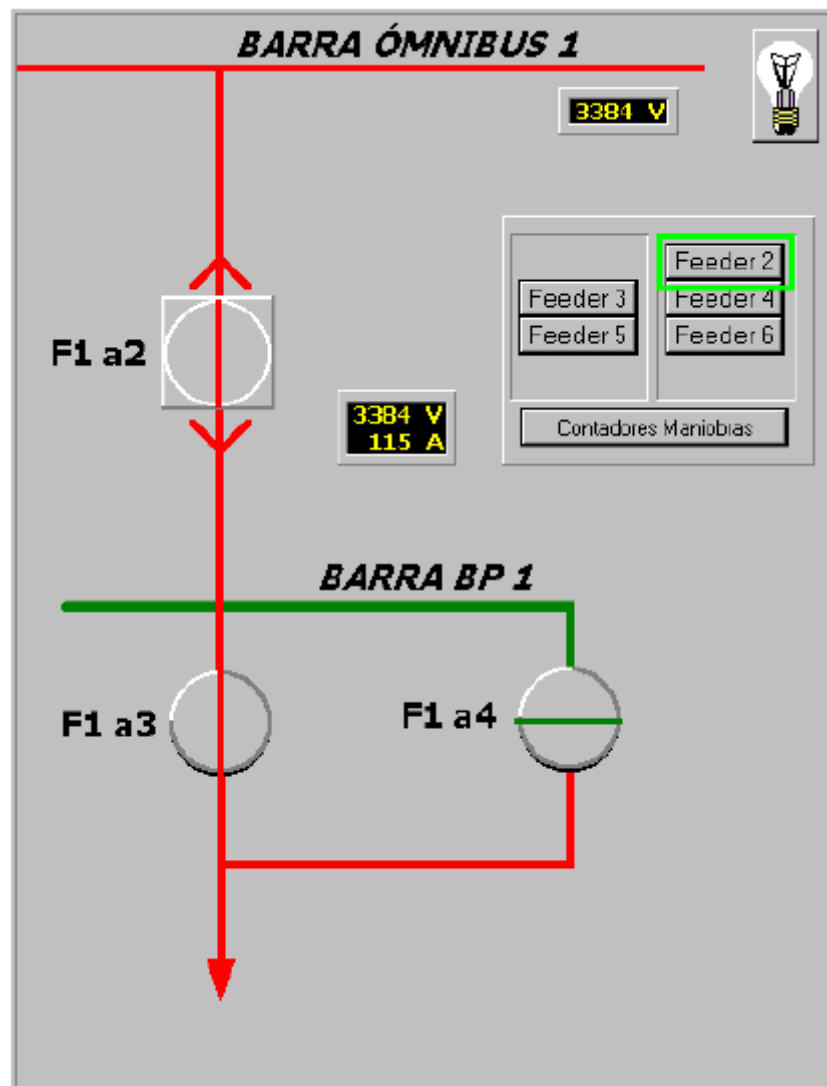 BARRA ÓMNIBUS 1
3384 V
Feeder 2
Feeder 3
Feeder 4
Feeder 5
Feeder 6
Contadores Maniobras
F1 a2
3384 V
115 A
BARRA BP 1
F1 a3
F1 a4